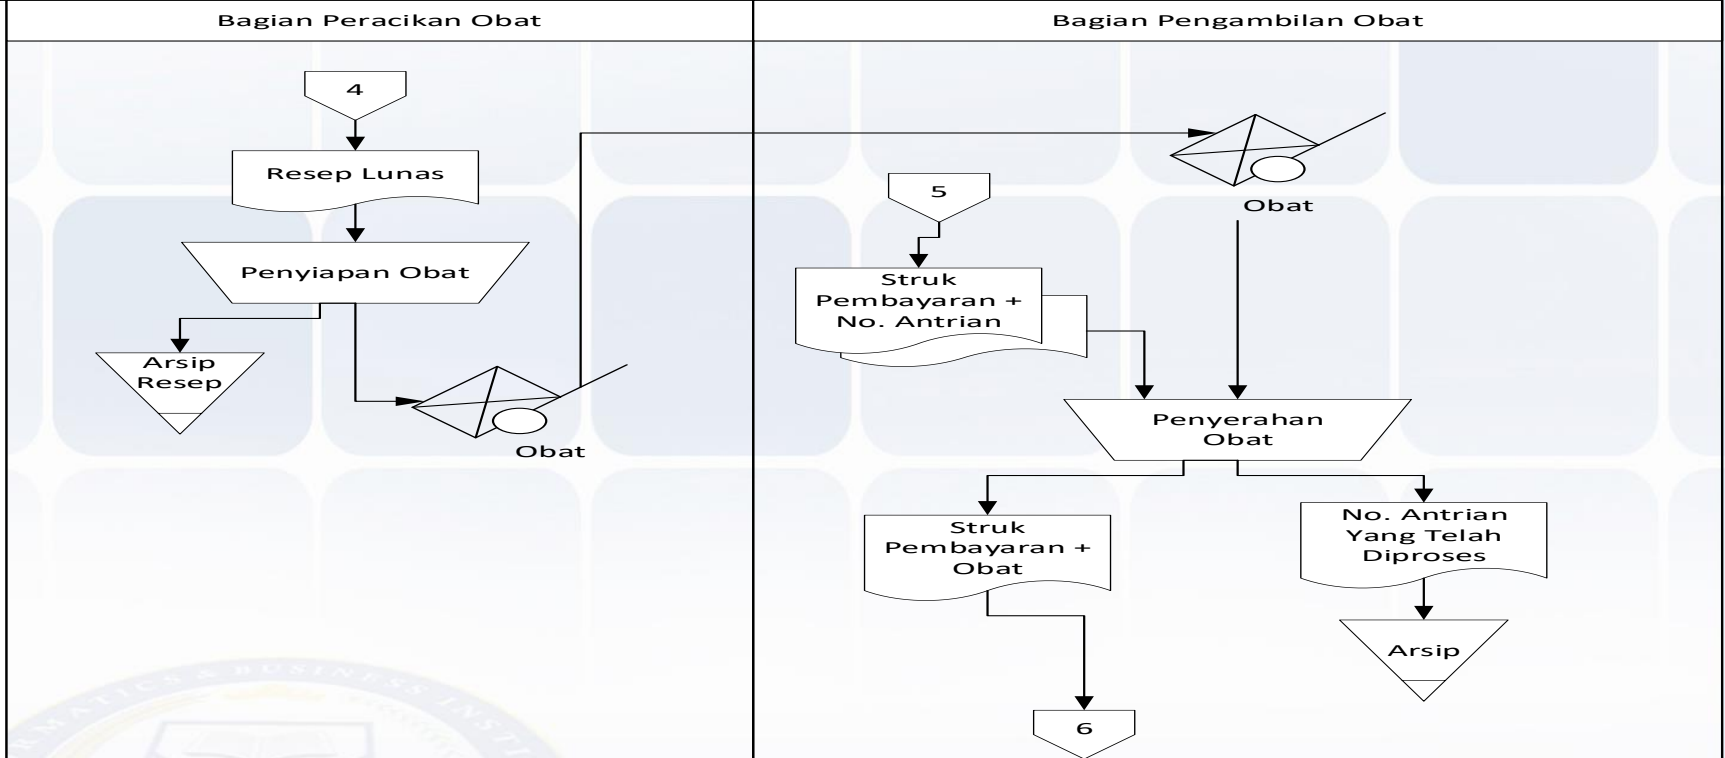 Bagian Peracikan Obat
Bagian Pengambilan Obat
4
Resep Lunas
Penyiapan Obat
Arsip
Resep
Obat
Obat
5
Struk
Pembayaran +
No. Antrian
Penyerahan
Obat
Struk
Pembayaran +
Obat
No. Antrian
Yang Telah
Diproses
Arsip
6